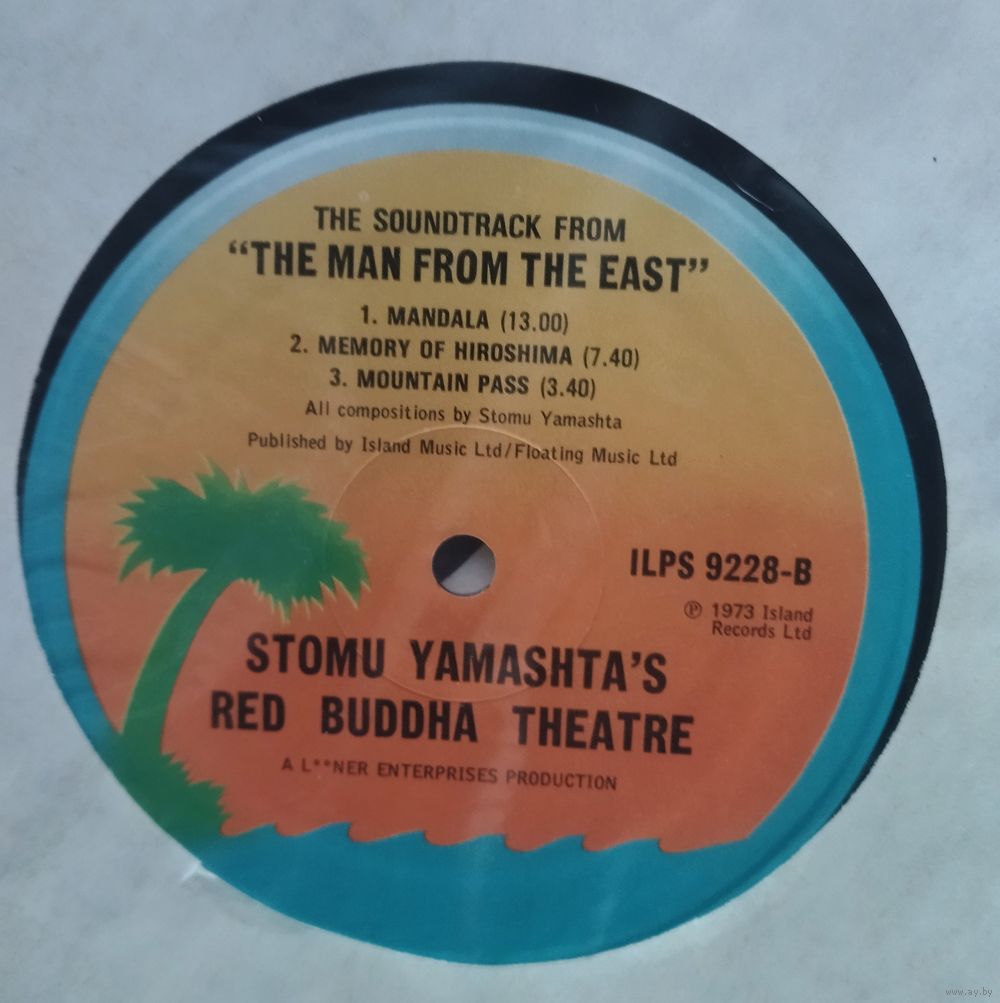 THE SOUNDTRACK FROM
“THE MAN FROM THE EAST”
1. MANDALA (13.00)
2. MEMORY OF HIROSHIMA (7.40)
3. MOUNTAIN PASS (3.40)
All compositions by Stomu Yamashta
Published by Island Music Ltd/Floating Music Ltd
ILPS 9228-B
℗ 1973 Island
Records Ltd
STOMU YAMASHTA’S
RED BUDDHA THEATRE
A L**NER ENTERPRISES PRODUCTION
www.ay.by